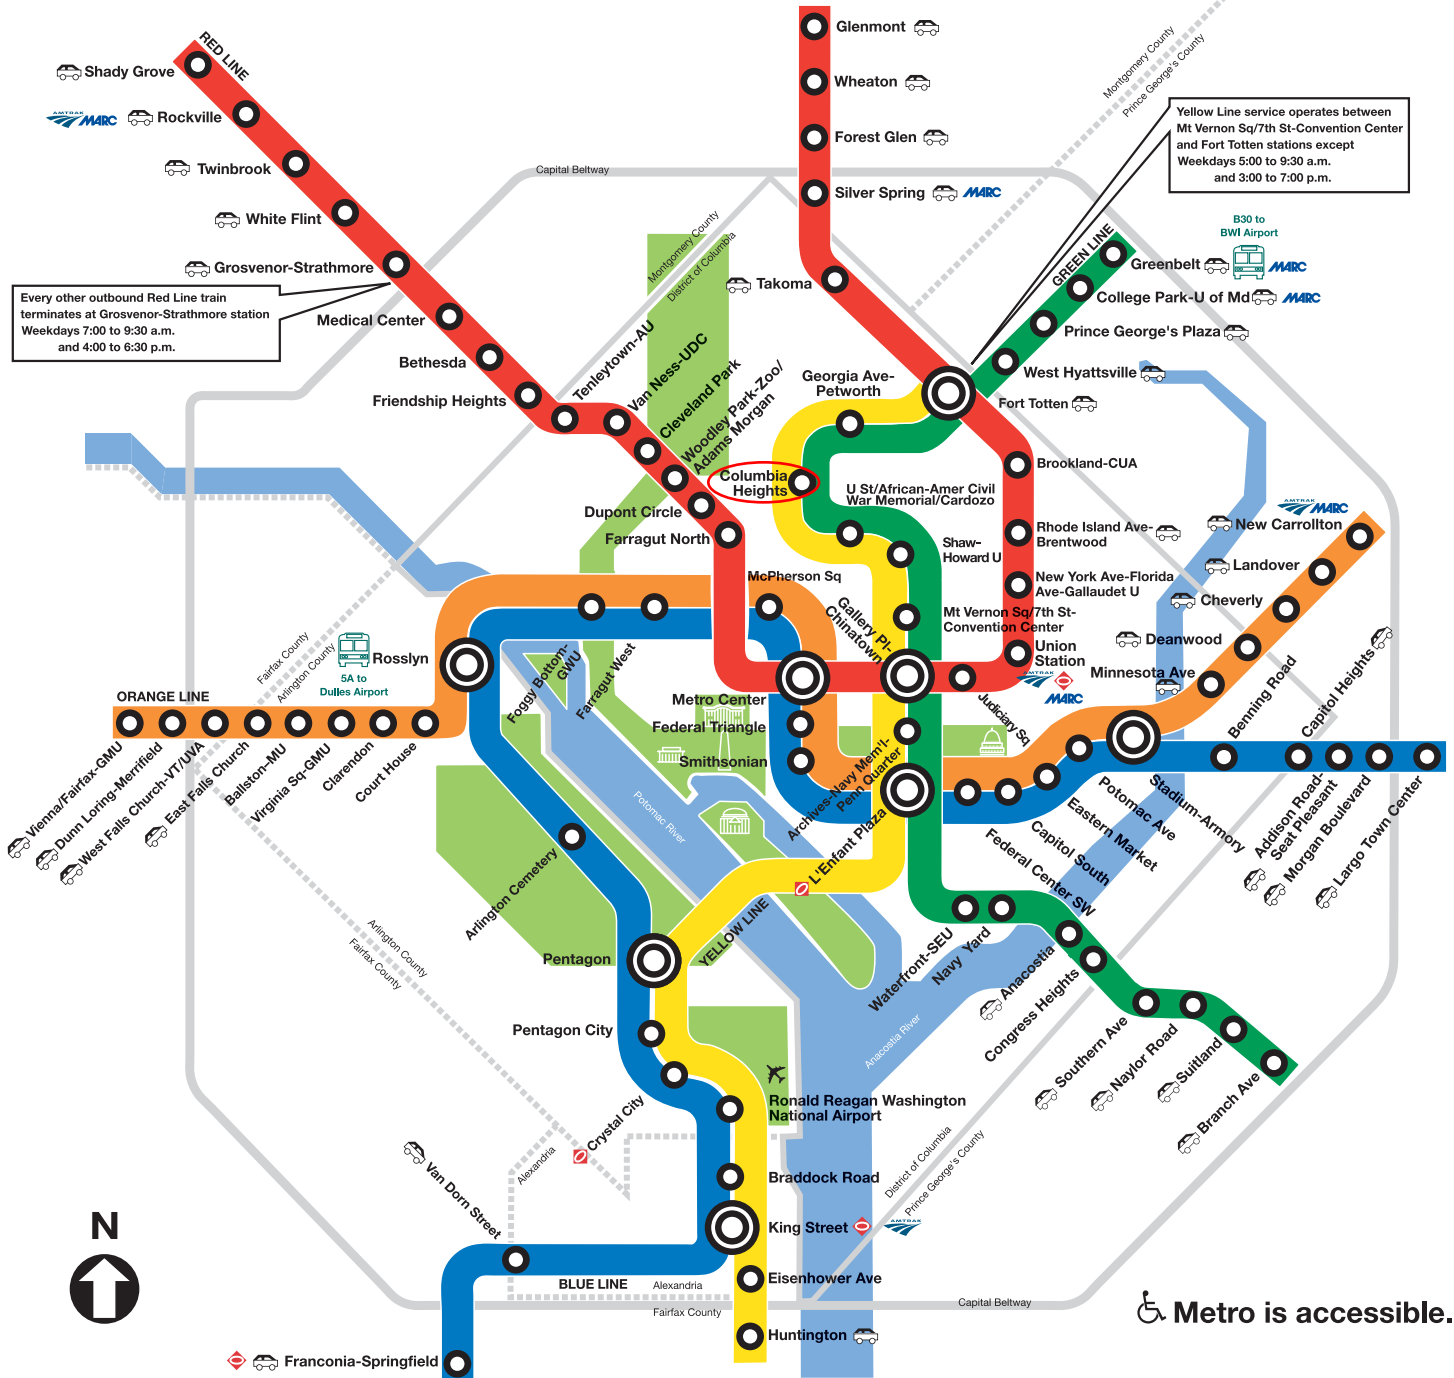 Glenmont
Wheaton
Forest Glen
Silver Spring
MARC
Takoma
RED LINE
Shady Grove
AMTRAK
MARC
Rockville
Twinbrook
White Flint
Grosvenor-Strathmore
Every other outbound Red Line train
terminates at Grosvenor-Strathmore station
Weekdays 7:00 to 9:30 a.m.
and 4:00 to 6:30 p.m.
Medical Center
Bethesda
Friendship Heights
Tenleytown-AU
Van Ness-UDC
Cleveland Park
Woodley Park-Zoo/
Adams Morgan
Dupont Circle
Farragut North
Capital Beltway
Montgomery County
District of Columbia
Montgomery County
Prince George's County
Yellow Line service operates between
Mt Vernon Sq/7th St-Convention Center
and Fort Totten stations except
Weekdays 5:00 to 9:30 a.m.
and 3:00 to 7:00 p.m.
B30 to
BWI Airport
GREEN LINE
Greenbelt
MARC
College Park-U of Md
MARC
Prince George's Plaza
West Hyattsville
Fort Totten
Georgia Ave-
Petworth
Columbia
Heights
U St/African-Amer Civil
War Memorial/Cardozo
Shaw-
Howard U
Mt Vernon Sq/7th St-
Convention Center
Gallery Pl-
Chinatown
Brookland-CUA
Rhode Island Ave-
Brentwood
New York Ave-Florida
Ave-Gallaudet U
Union
Station
AMTRAK
MARC
Judiciary Sq
AMTRAK
MARC
New Carrollton
Landover
Cheverly
Deanwood
Minnesota Ave
Benning Road
Capitol Heights
Addison Road-
Seat Pleasant
Morgan Boulevard
Largo Town Center
Stadium-Armory
Potomac Ave
Eastern Market
Capitol South
Federal Center SW
McPherson Sq
Farragut West
Foggy Bottom-
GWU
Metro Center
Federal Triangle
Smithsonian
Archives-Navy Mem'l-
Penn Quarter
L'Enfant Plaza
Fairfax County
Arlington County
5A to
Dulles Airport
Rosslyn
ORANGE LINE
Vienna/Fairfax-GMU
Dunn Loring-Merrifield
West Falls Church-VT/UVA
East Falls Church
Ballston-MU
Virginia Sq-GMU
Clarendon
Court House
Potomac River
Arlington Cemetery
Arlington County
Fairfax County
Pentagon
YELLOW LINE
Pentagon City
Crystal City
Ronald Reagan Washington
National Airport
Braddock Road
King Street
AMTRAK
Eisenhower Ave
Huntington
Van Dorn Street
Alexandria
BLUE LINE
Alexandria
Fairfax County
Franconia-Springfield
Waterfront-SEU
Navy Yard
Anacostia
Congress Heights
Southern Ave
Naylor Road
Suitland
Branch Ave
Anacostia River
District of Columbia
Prince George's County
Capital Beltway
N
Metro is accessible.